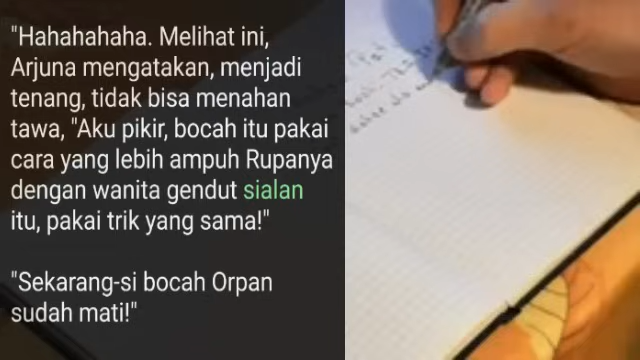 "Hahahahaha. Melihat ini,
Arjuna mengatakan, menjadi
tenang, tidak bisa menahan
tawa, "Aku pikir, bocah itu pakai
cara yang lebih ampuh Rupanya
dengan wanita gendut sialan
itu, pakai trik yang sama!"
"Sekarang-si bocah Orpan
sudah mati!"